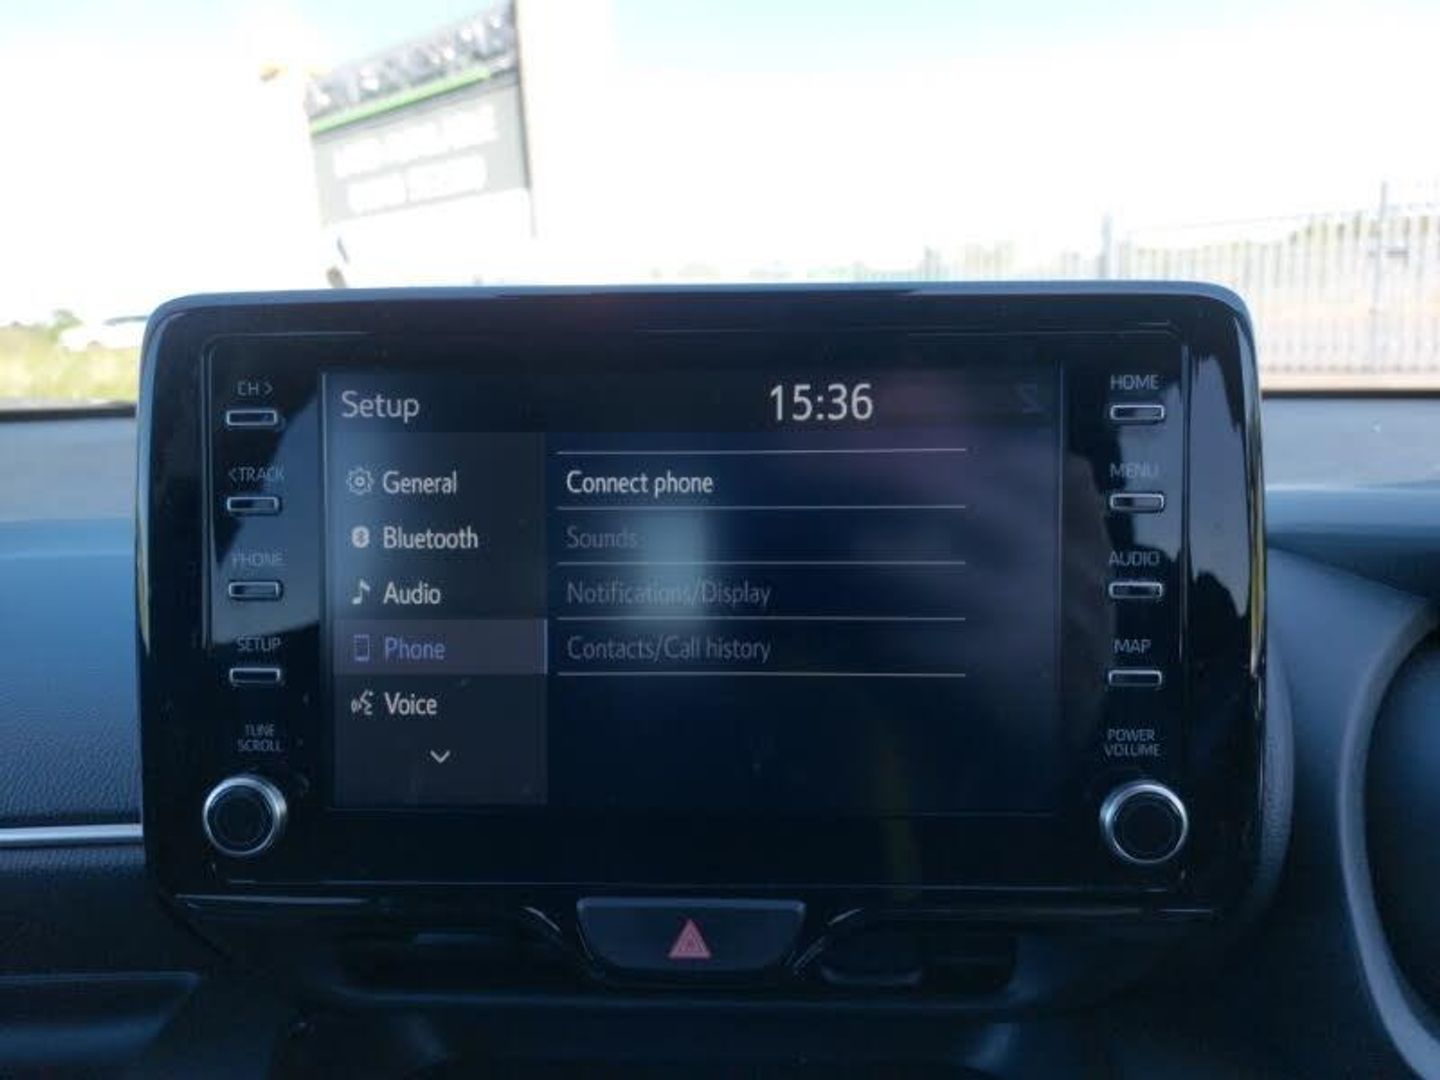 CH >
<TRACK
PHONE
SETUP
TUNE
SCROLL
Setup
15:36
General
Bluetooth
Audio
Phone
Voice
Connect phone
Sounds
Notifications/Display
Contacts/Call history
HOME
MENU
AUDIO
MAP
POWER
VOLUME